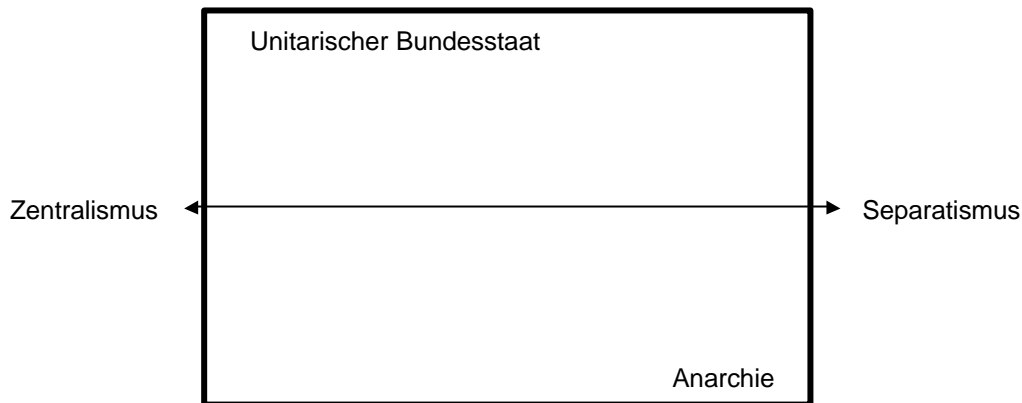 Unitarischer Bundesstaat
Zentralismus
Separatismus
Anarchie